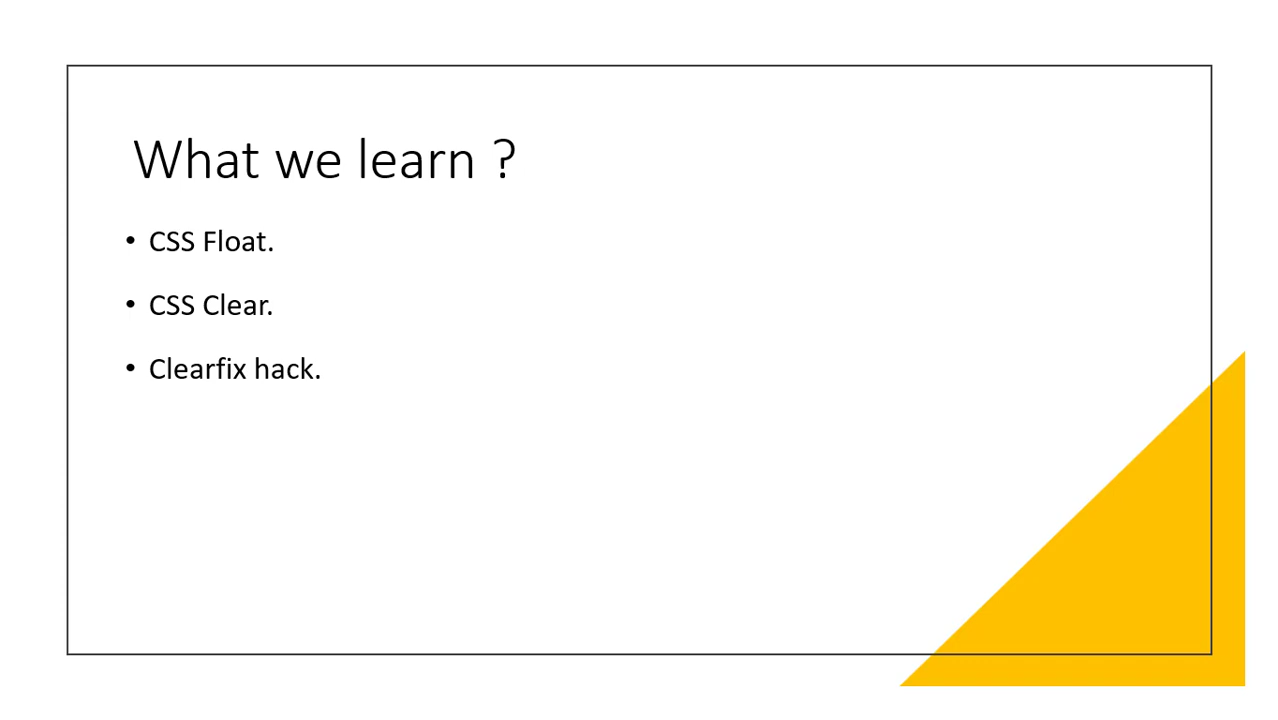 What we learn ?
• CSS Float.
• CSS Clear.
• Clearfix hack.